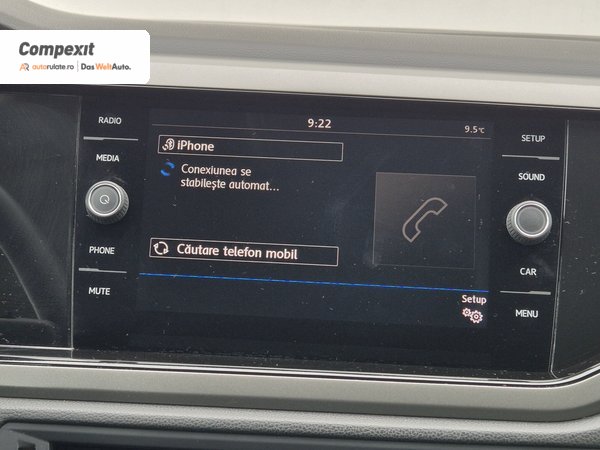 Compexit
autorulate.ro | Das WeltAuto.
9:22
9.5°C
RADIO
MEDIA
PHONE
MUTE
iPhone
Conexiunea se
stabilește automat...
Căutare telefon mobil
Setup
SETUP
SOUND
CAR
MENU